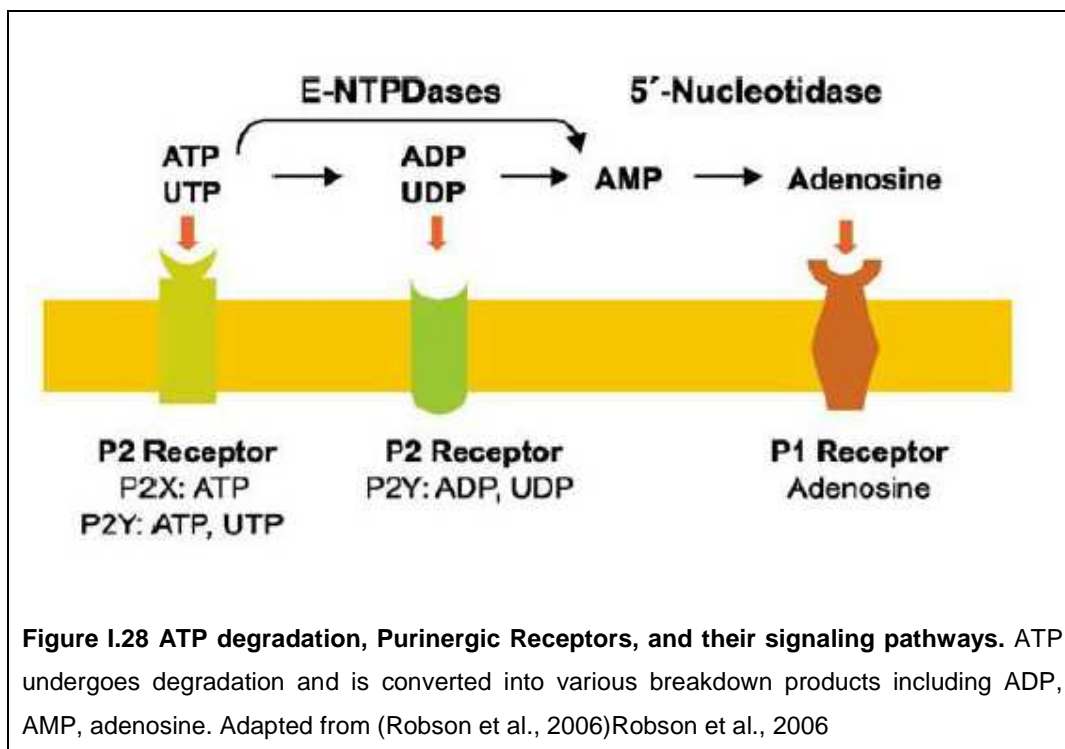 E-NTPDases 5´-Nucleotidase
ATP
UTP
ADP
UDP
AMP
Adenosine
P2 Receptor
P2X: ATP
P2Y: ATP, UTP
P2 Receptor
P2Y: ADP, UDP
P1 Receptor
Adenosine
Figure I.28 ATP degradation, Purinergic Receptors, and their signaling pathways. ATP
undergoes degradation and is converted into various breakdown products including ADP,
AMP, adenosine. Adapted from (Robson et al., 2006)Robson et al., 2006